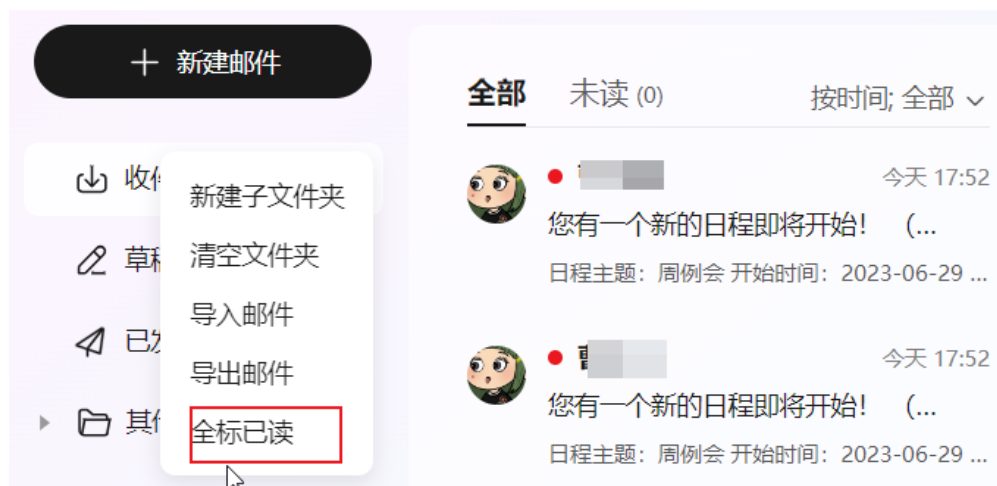 新建邮件
收
草
已
其
新建子文件夹
清空文件夹
导入邮件
导出邮件
全标已读
全部 未读 (0) 按时间; 全部
今天 17:52
您有一个新的日程即将开始! (...
日程主题: 周例会 开始时间: 2023-06-29 ...
今天 17:52
您有一个新的日程即将开始! (...
日程主题: 周例会 开始时间: 2023-06-29 ...